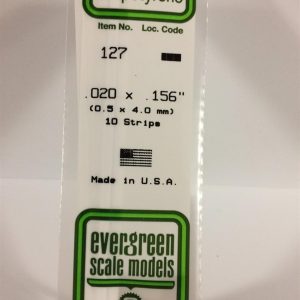 Item No. Loc. Code
127
.020 x .156"
(0.5 x 4.0 mm)
10 Strips
Made in U.S.A.
evergreen
scale models